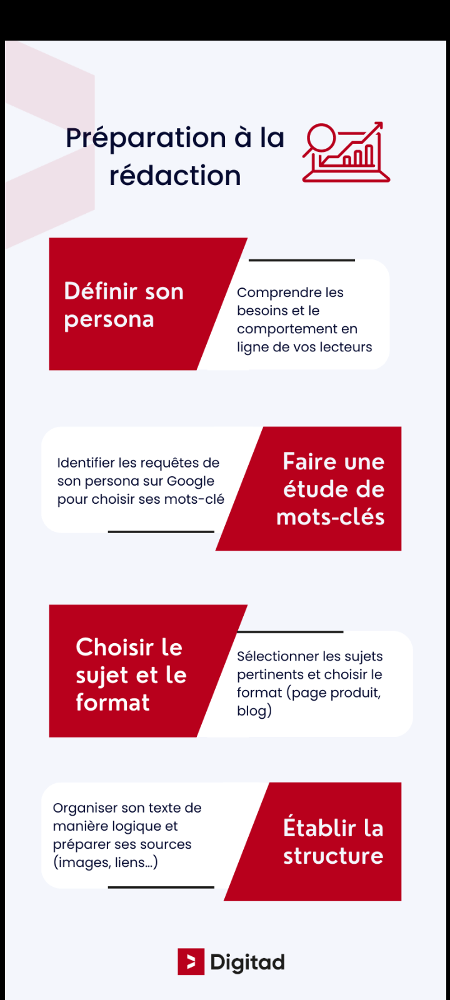 Préparation à la
rédaction
Définir son
persona
Comprendre les
besoins et le
comportement en
ligne de vos lecteurs
Identifier les requêtes de
son persona sur Google
pour choisir ses mots-clé
Faire une
étude de
mots-clés
Choisir le
sujet et le
format
Sélectionner les sujets
pertinents et choisir le
format (page produit,
blog)
Organiser son texte de
manière logique et
préparer ses sources
(images, liens...)
Établir la
structure
Digitad